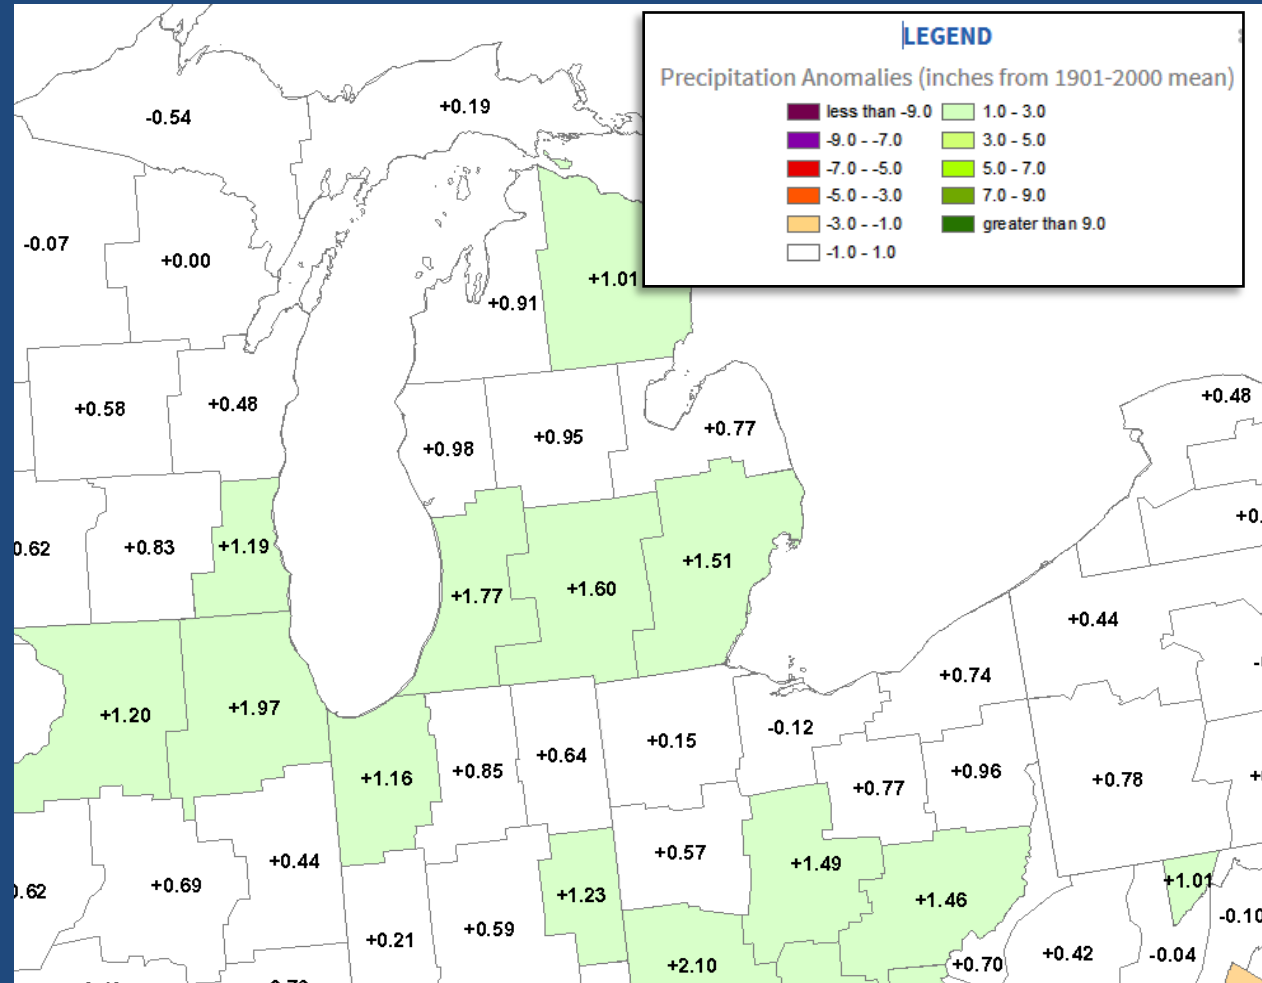 LEGEND
Precipitation Anomalies (inches from 1901-2000 mean)
less than -9.0 1.0 - 3.0
-9.0 - -7.0 3.0 - 5.0
-7.0 - -5.0 5.0 - 7.0
-5.0 - -3.0 7.0 - 9.0
-3.0 - -1.0 greater than 9.0
-1.0 - 1.0
-0.54 +0.19
-0.07 +0.00 +0.91 +1.01
+0.58 +0.48 +0.98 +0.95 +0.77 +0.48
0.62 +0.83 +1.19 +1.77 +1.60 +1.51 +0.
+0.44
+1.20 +1.97 +0.74
-0.12
+1.16 +0.85 +0.64 +0.15 +0.77 +0.96 +0.78
0.62 +0.69 +0.44 +0.57 +1.49
+1.23 +1.46 +1.01
+0.21 +0.59 -0.10
+2.10 +0.70 +0.42 -0.04